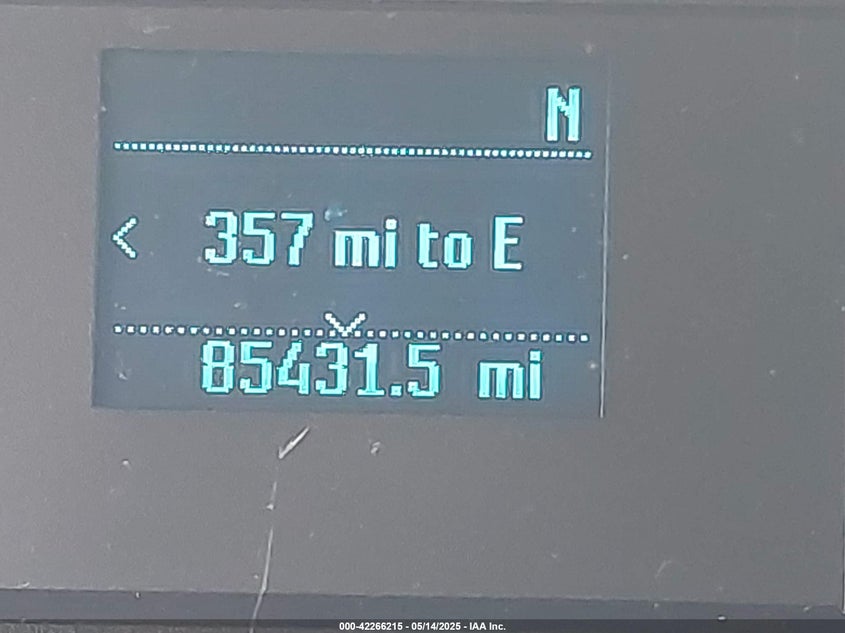 N
< 357 mi to E
85431.5 mi
000-42266215 - 05/14/2025 - IAA Inc.